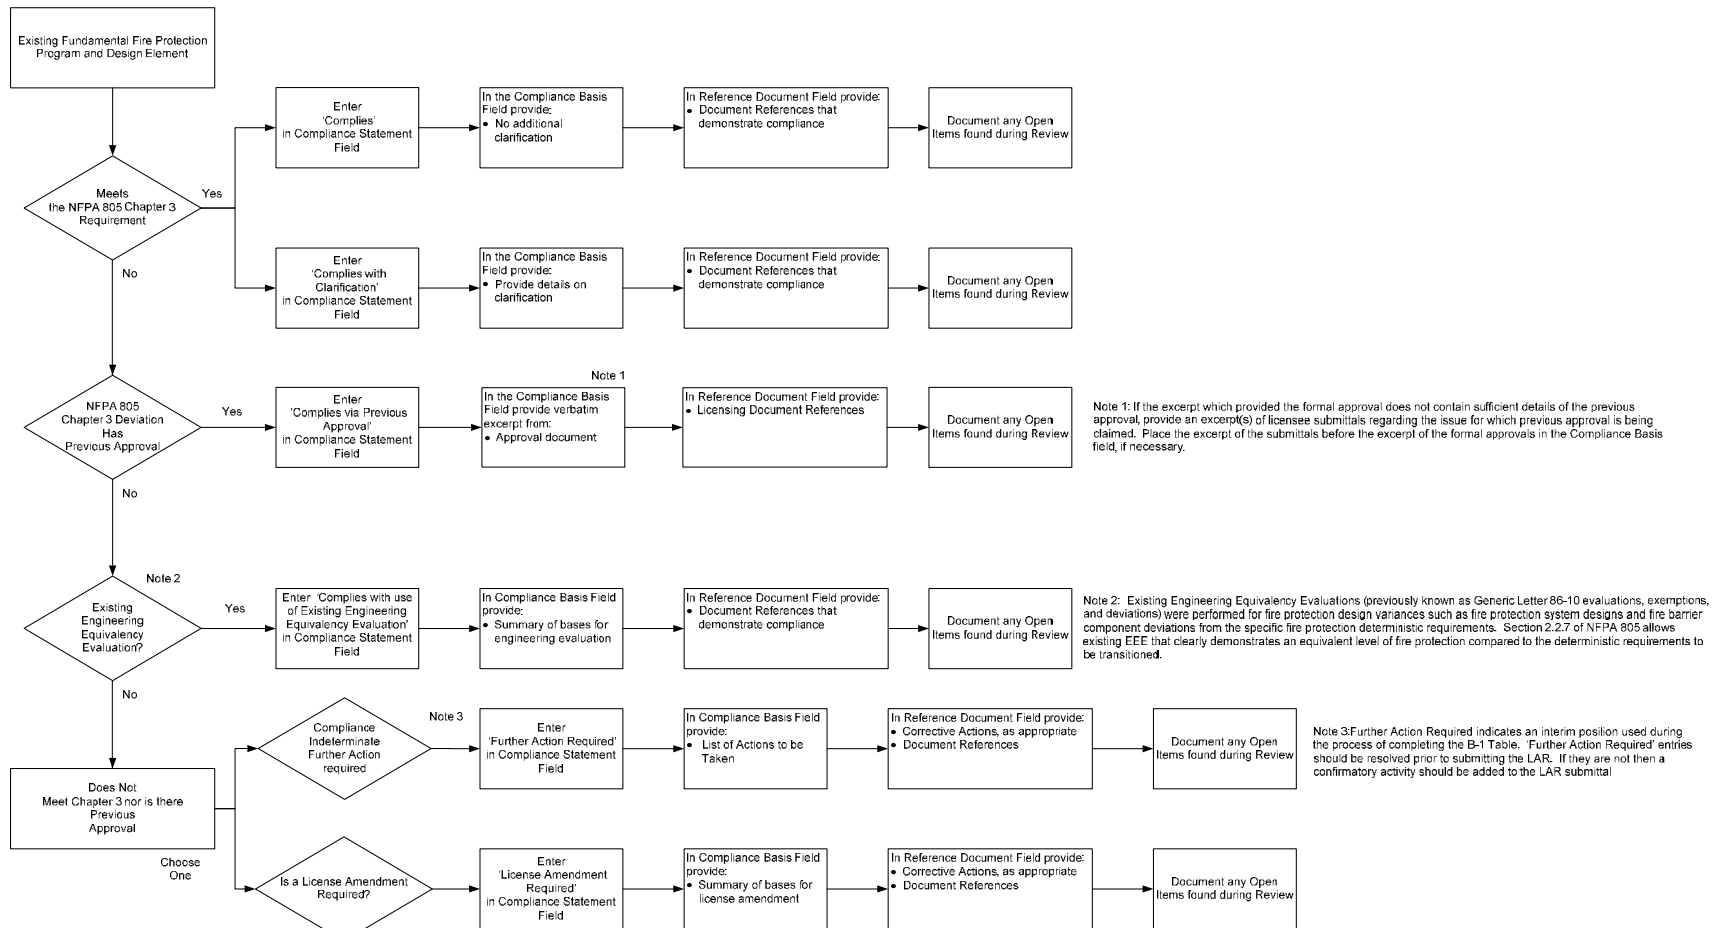 Existing Fundamental Fire Protection
Program and Design Element
Meets
the NFPA 805 Chapter 3
Requirement
Yes
No
Enter
'Complies'
in Compliance Statement
Field
In the Compliance Basis
Field provide:
• No additional
clarification
In Reference Document Field provide:
• Document References that
demonstrate compliance
Document any Open
Items found during Review
Enter
'Complies with
Clarification'
in Compliance Statement
Field
In the Compliance Basis
Field provide:
• Provide details on
clarification
In Reference Document Field provide:
• Document References that
demonstrate compliance
Document any Open
Items found during Review
NFPA 805
Chapter 3 Deviation
Has
Previous Approval
Yes
No
Enter
'Complies via Previous
Approval'
in Compliance Statement
Field
Note 1
In the Compliance Basis
Field provide verbatim
excerpt from:
• Approval document
In Reference Document Field provide:
• Licensing Document References
Document any Open
Items found during Review
Note 1: If the excerpt which provided the formal approval does not contain sufficient details of the previous
approval, provide an excerpt(s) of licensee submittals regarding the issue for which previous approval is being
claimed. Place the excerpt of the submittals before the excerpt of the formal approvals in the Compliance Basis
field, if necessary.
Note 2
Existing
Engineering
Equivalency
Evaluation?
Yes
No
Enter 'Complies with use
of Existing Engineering
Equivalency Evaluation'
in Compliance Statement
Field
In Compliance Basis Field
provide:
• Summary of bases for
engineering evaluation
In Reference Document Field provide:
• Document References that
demonstrate compliance
Document any Open
Items found during Review
Note 2: Existing Engineering Equivalency Evaluations (previously known as Generic Letter 86-10 evaluations, exemptions,
and deviations) were performed for fire protection design variances such as fire protection system designs and fire barrier
component deviations from the specific fire protection deterministic requirements. Section 2.2.7 of NFPA 805 allows
existing EEE that clearly demonstrates an equivalent level of fire protection compared to the deterministic requirements to
be transitioned.
Does Not
Meet Chapter 3 nor is there
Previous
Approval
Choose
One
Compliance
Indeterminate
Further Action
required
Note 3
Enter
'Further Action Required'
in Compliance Statement
Field
In Compliance Basis Field
provide:
• List of Actions to be
Taken
In Reference Document Field provide:
• Corrective Actions, as appropriate
• Document References
Document any Open
Items found during Review
Note 3:Further Action Required indicates an interim position used during
the process of completing the B-1 Table. 'Further Action Required' entries
should be resolved prior to submitting the LAR. If they are not then a
confirmatory activity should be added to the LAR submittal
Is a License Amendment
Required?
Enter
'License Amendment
Required'
in Compliance Statement
Field
In Compliance Basis Field
provide:
• Summary of bases for
license amendment
In Reference Document Field provide:
• Corrective Actions, as appropriate
• Document References
Document any Open
Items found during Review